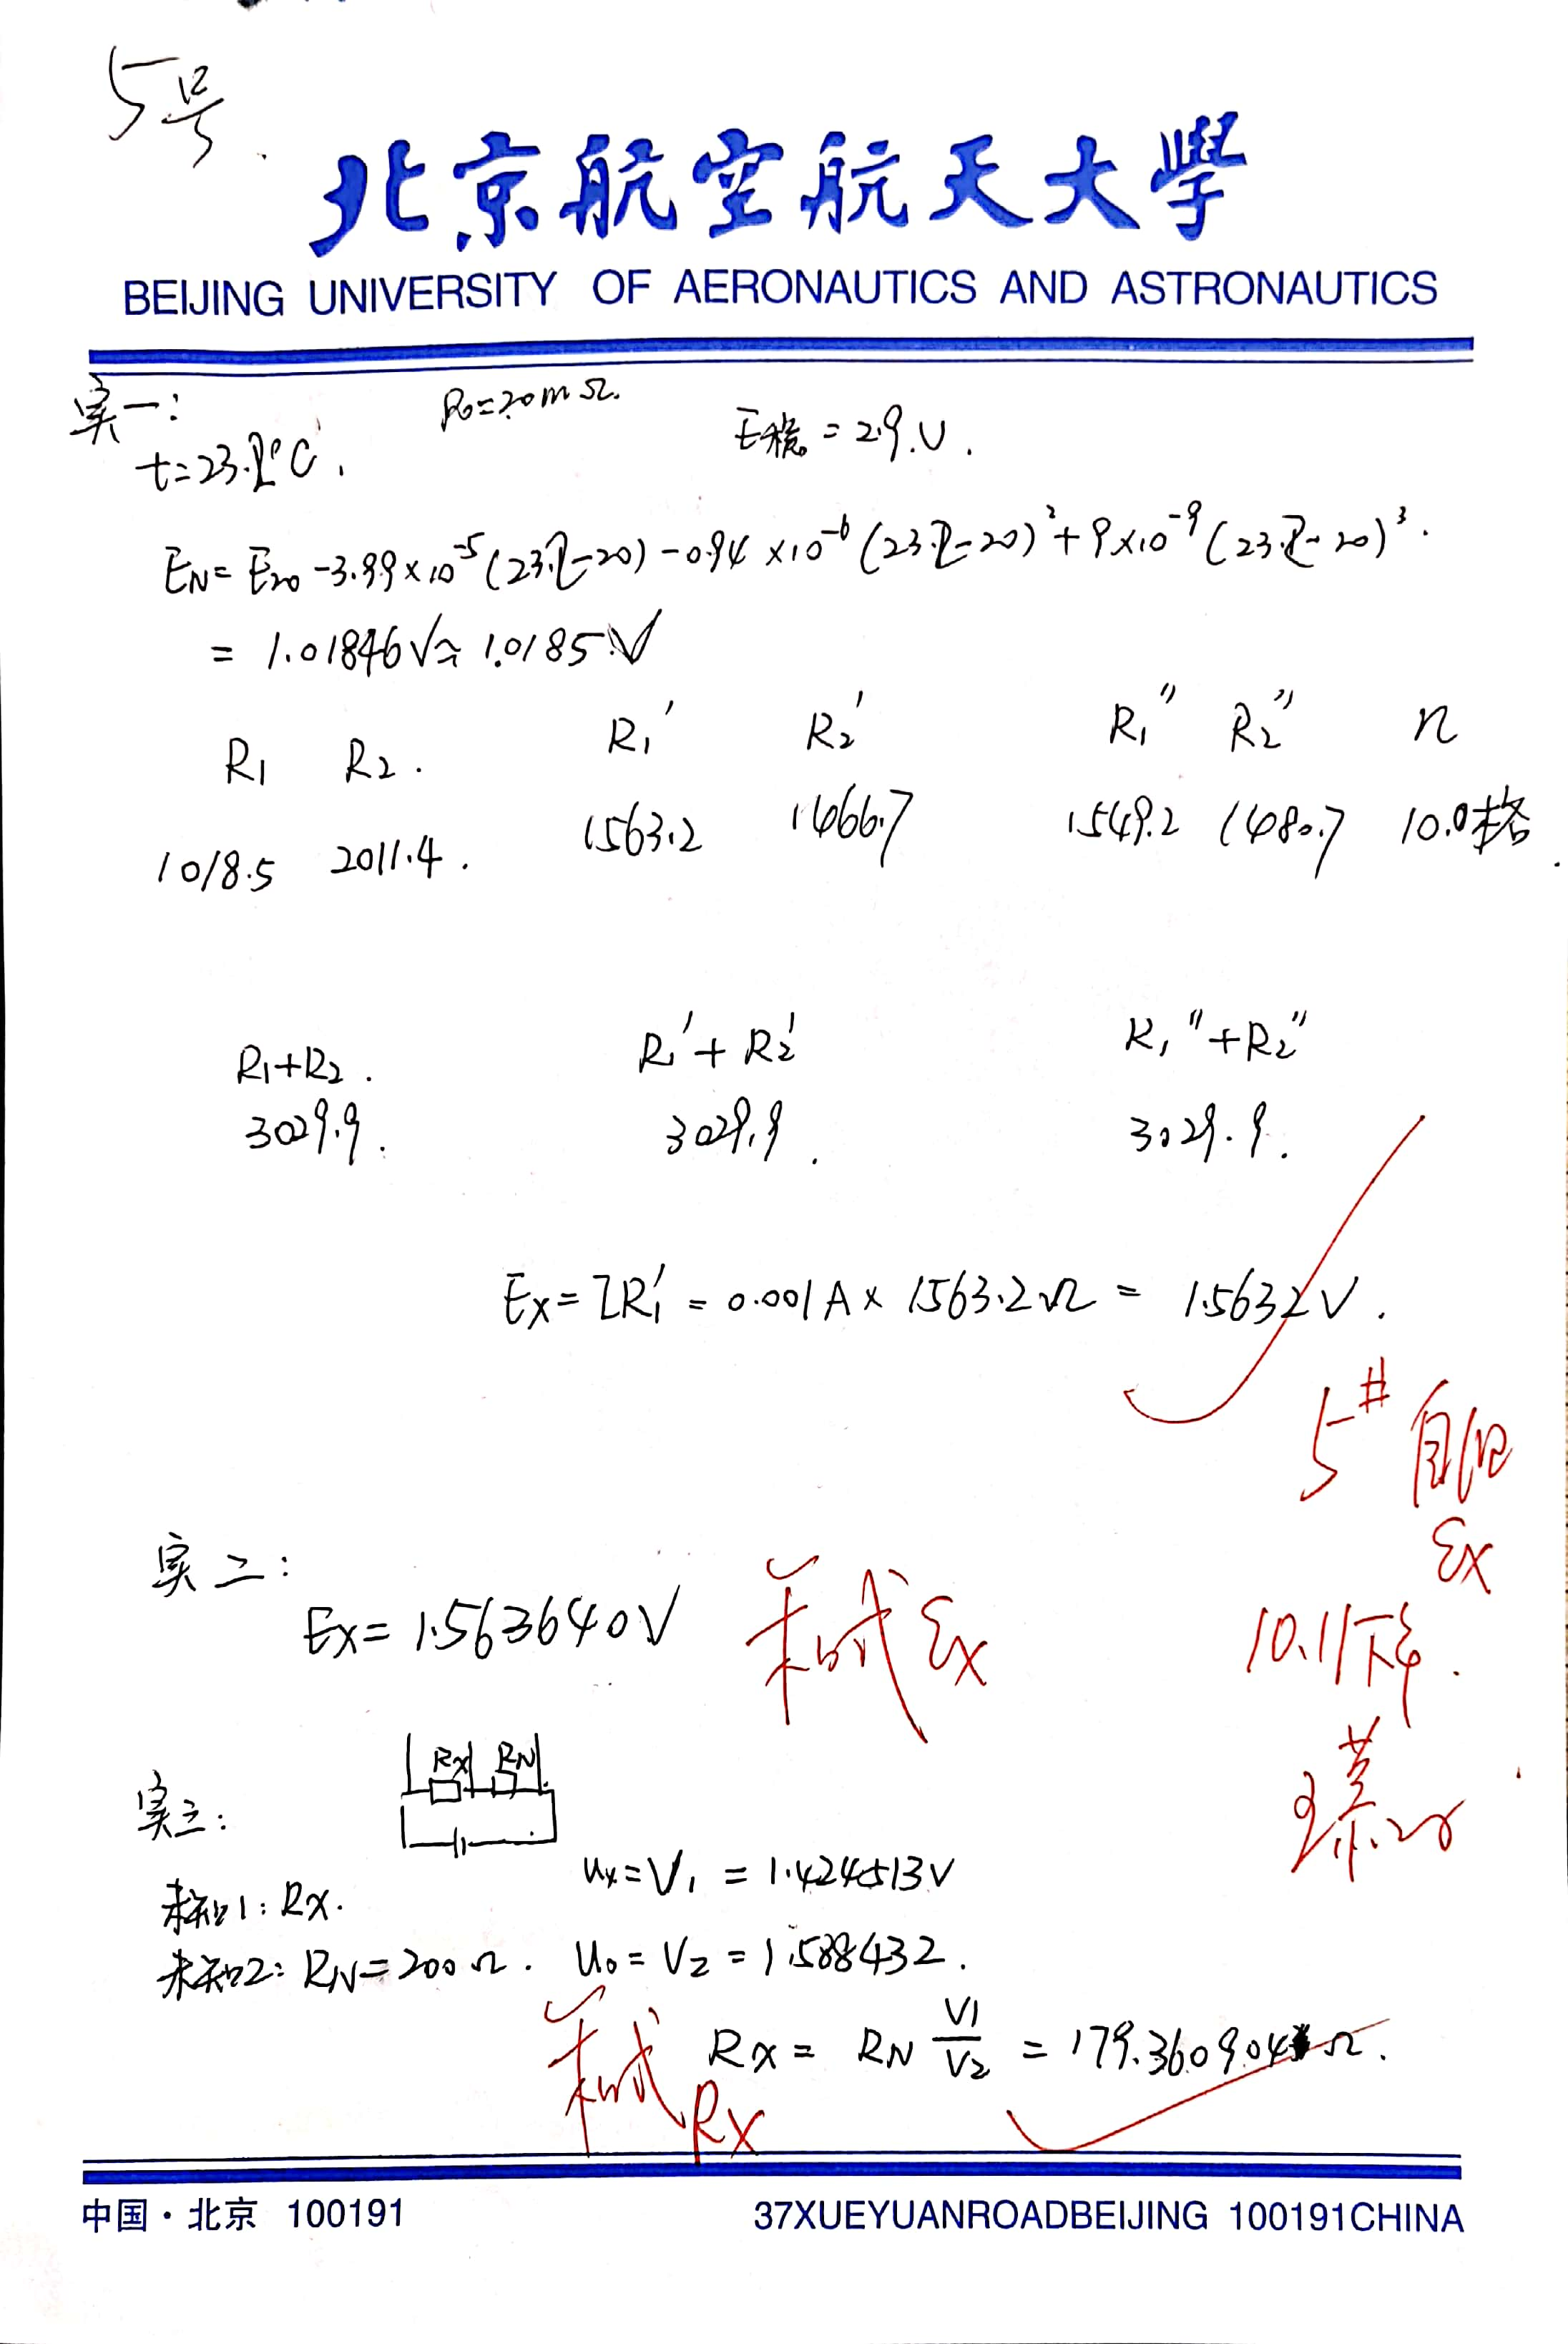 5号.
北京航空航天大學
BEIJING UNIVERSITY OF AERONAUTICS AND ASTRONAUTICS
实一:
R₀=20mΩ.
E稳=2.9.V.
t=23.2°C.
E_N=E₂₀-3.99×10⁻⁵(23.2-20)-0.94×10⁻⁶(23.2-20)²+9×10⁻⁹(23.2-20)³.
= 1.01846V≈1.0185V
R₁ R₂. R₁′ R₂′ R₁″ R₂″ n
1018.5 2011.4. 1563.2 1466.7 1549.2 1480.7 10.0格.
R₁+R₂. R₁′+R₂′ R₁″+R₂″
3029.9. 3029.9. 3029.9.
Ex=IR₁′=0.001A×1563.2Ω=1.5632V.
5# 自组
Ex
实二:
Ex=1.563640V
箱式Ex
10.11下午.
实三:
Rx RN
未知1:Rx. Ux=V₁=1.424513V
未知2:RN=200Ω. U₀=V₂=1.588432.
Rx=RN V1/V2=179.360904Ω.
箱式Rx
中国·北京 100191
37XUEYUANROADBEIJING 100191CHINA